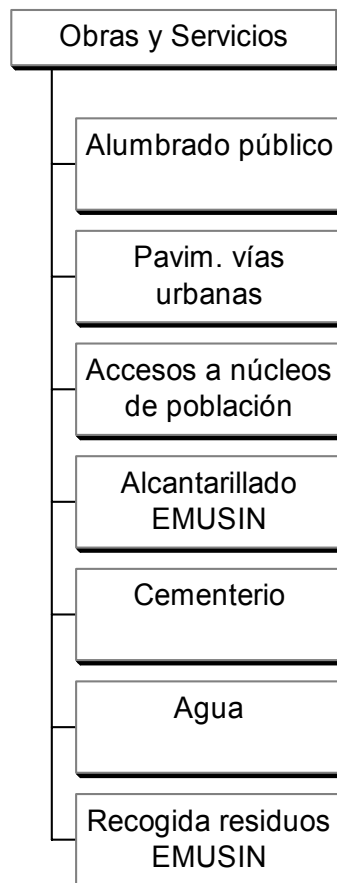 Obras y Servicios
Alumbrado público
Pavim. vías
urbanas
Accesos a núcleos
de población
Alcantarillado
EMUSIN
Cementerio
Agua
Recogida residuos
EMUSIN